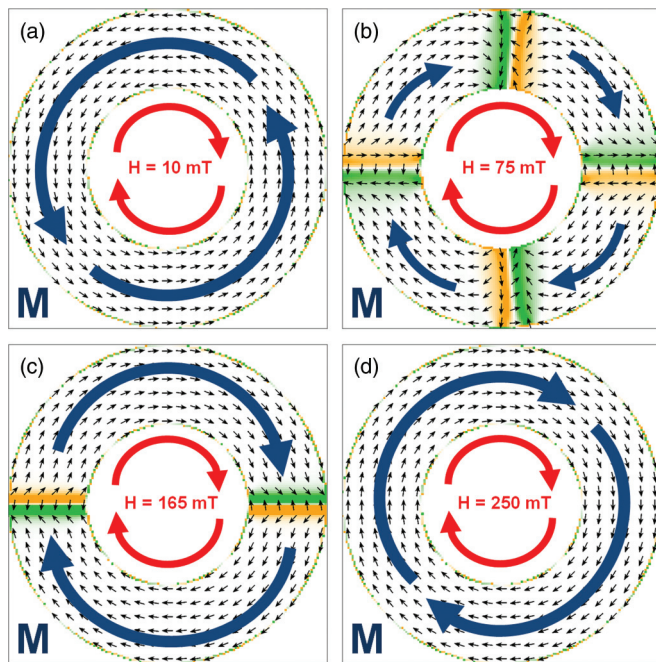 (a)
H = 10 mT
M
(b)
H = 75 mT
M
(c)
H = 165 mT
M
(d)
H = 250 mT
M